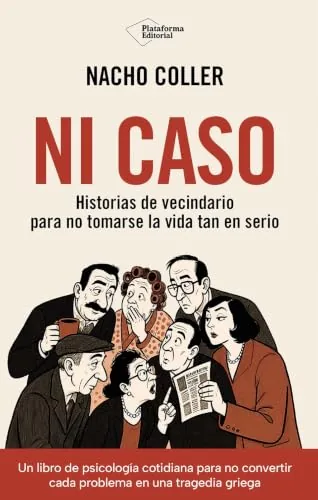 Plataforma
Editorial
NACHO COLLER
NI CASO
Historias de vecindario
para no tomarse la vida tan en serio
Un libro de psicología cotidiana para no convertir
cada problema en una tragedia griega